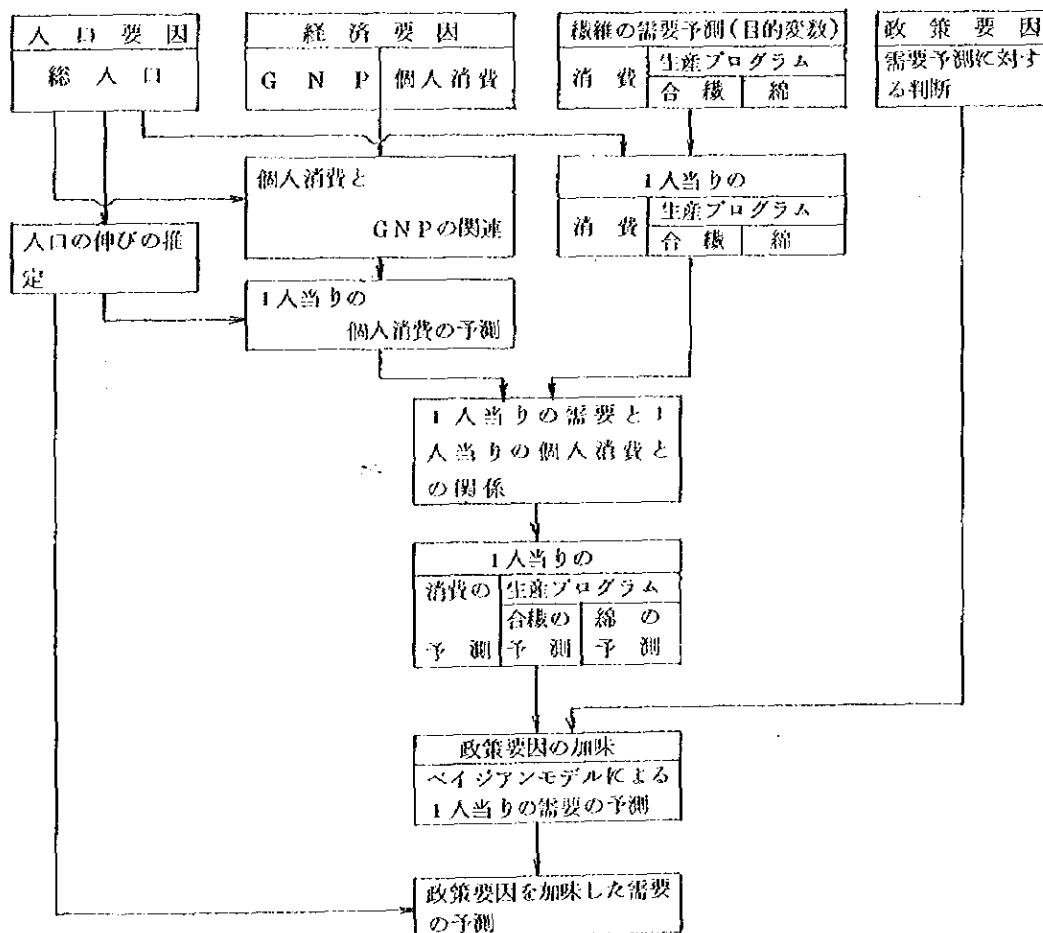 人口要因
総人口
経済要因
GNP
個人消費
繊維の需要予測(目的変数)
消費
生産プログラム
合繊
綿
政策要因
需要予測に対す
る判断
個人消費と
GNPの関連
1人当りの
消費
生産プログラム
合繊
綿
人口の伸びの推
定
1人当りの
個人消費の予測
1人当りの需要と1
人当りの個人消費と
の関係
1人当りの
消費の
予測
生産プログラム
合繊の
予測
綿の
予測
政策要因の加味
ベイジアンモデルによる
1人当りの需要の予測
政策要因を加味した需要
の予測